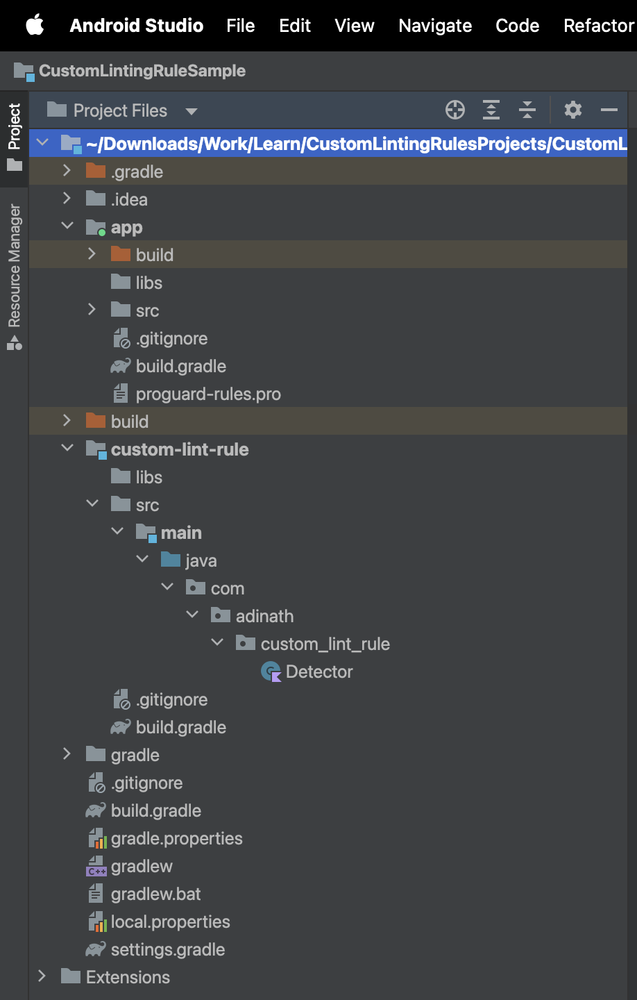 Android Studio File Edit View Navigate Code Refactor
CustomLintingRuleSample
Project
Resource Manager
Project Files
~/Downloads/Work/Learn/CustomLintingRulesProjects/CustomL
.gradle
.idea
app
build
libs
src
.gitignore
build.gradle
proguard-rules.pro
build
custom-lint-rule
libs
src
main
java
com
adinath
custom_lint_rule
Detector
.gitignore
build.gradle
gradle
.gitignore
build.gradle
gradle.properties
C++ gradlew
gradlew.bat
local.properties
settings.gradle
Extensions